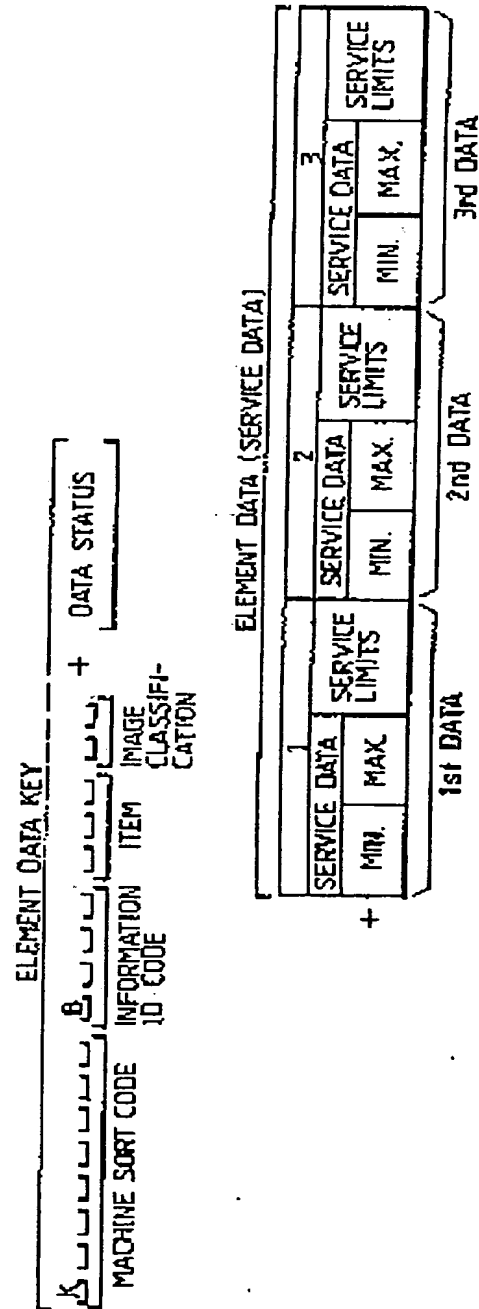 ELEMENT DATA KEY
K B
MACHINE SORT CODE
INFORMATION
ID CODE
ITEM
IMAGE
CLASSIFI-
CATION
+ DATA STATUS
ELEMENT DATA (SERVICE DATA)
1 2 3
SERVICE DATA SERVICE LIMITS SERVICE DATA SERVICE LIMITS SERVICE DATA SERVICE LIMITS
+ MIN. MAX. MIN. MAX. MIN. MAX.
1st DATA 2nd DATA 3rd DATA